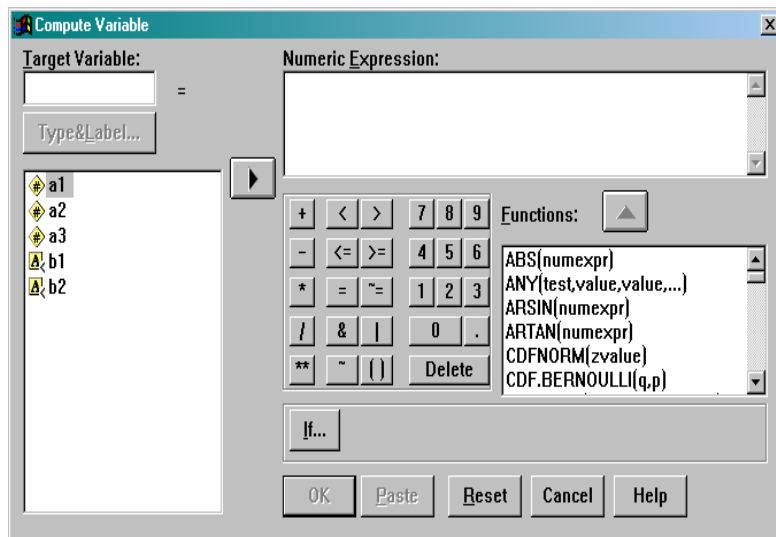 Compute Variable
Target Variable:
=
Type&Label...
a1
a2
a3
b1
b2
Numeric Expression:
+ < > 7 8 9
- <= >= 4 5 6
* = ~= 1 2 3
/ & | 0 .
** ~ ( ) Delete
Functions:
ABS(numexpr)
ANY(test,value,value,...)
ARSIN(numexpr)
ARTAN(numexpr)
CDFNORM(zvalue)
CDF.BERNOULLI(q,p)
If...
OK Paste Reset Cancel Help